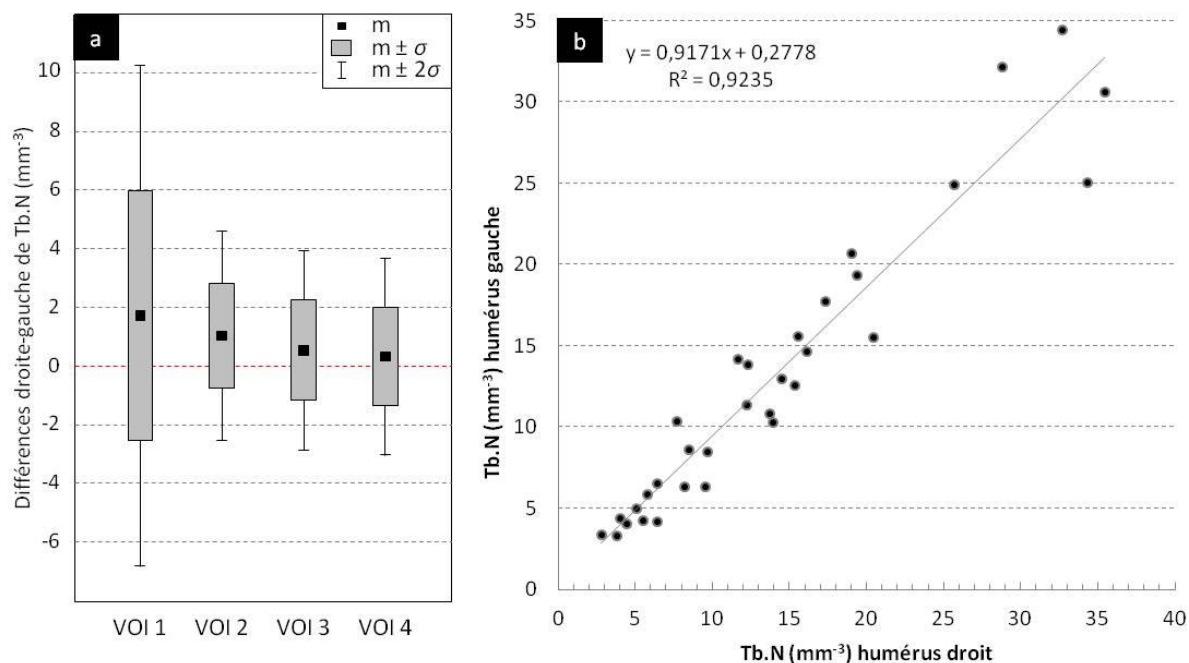 a
m
m ± σ
m ± 2σ
Différences droite-gauche de Tb.N (mm⁻³)
10
8
6
4
2
0
-2
-4
-6
VOI 1 VOI 2 VOI 3 VOI 4
b
y = 0,9171x + 0,2778
R² = 0,9235
Tb.N (mm⁻³) humérus gauche
35
30
25
20
15
10
5
0
0 5 10 15 20 25 30 35 40
Tb.N (mm⁻³) humérus droit